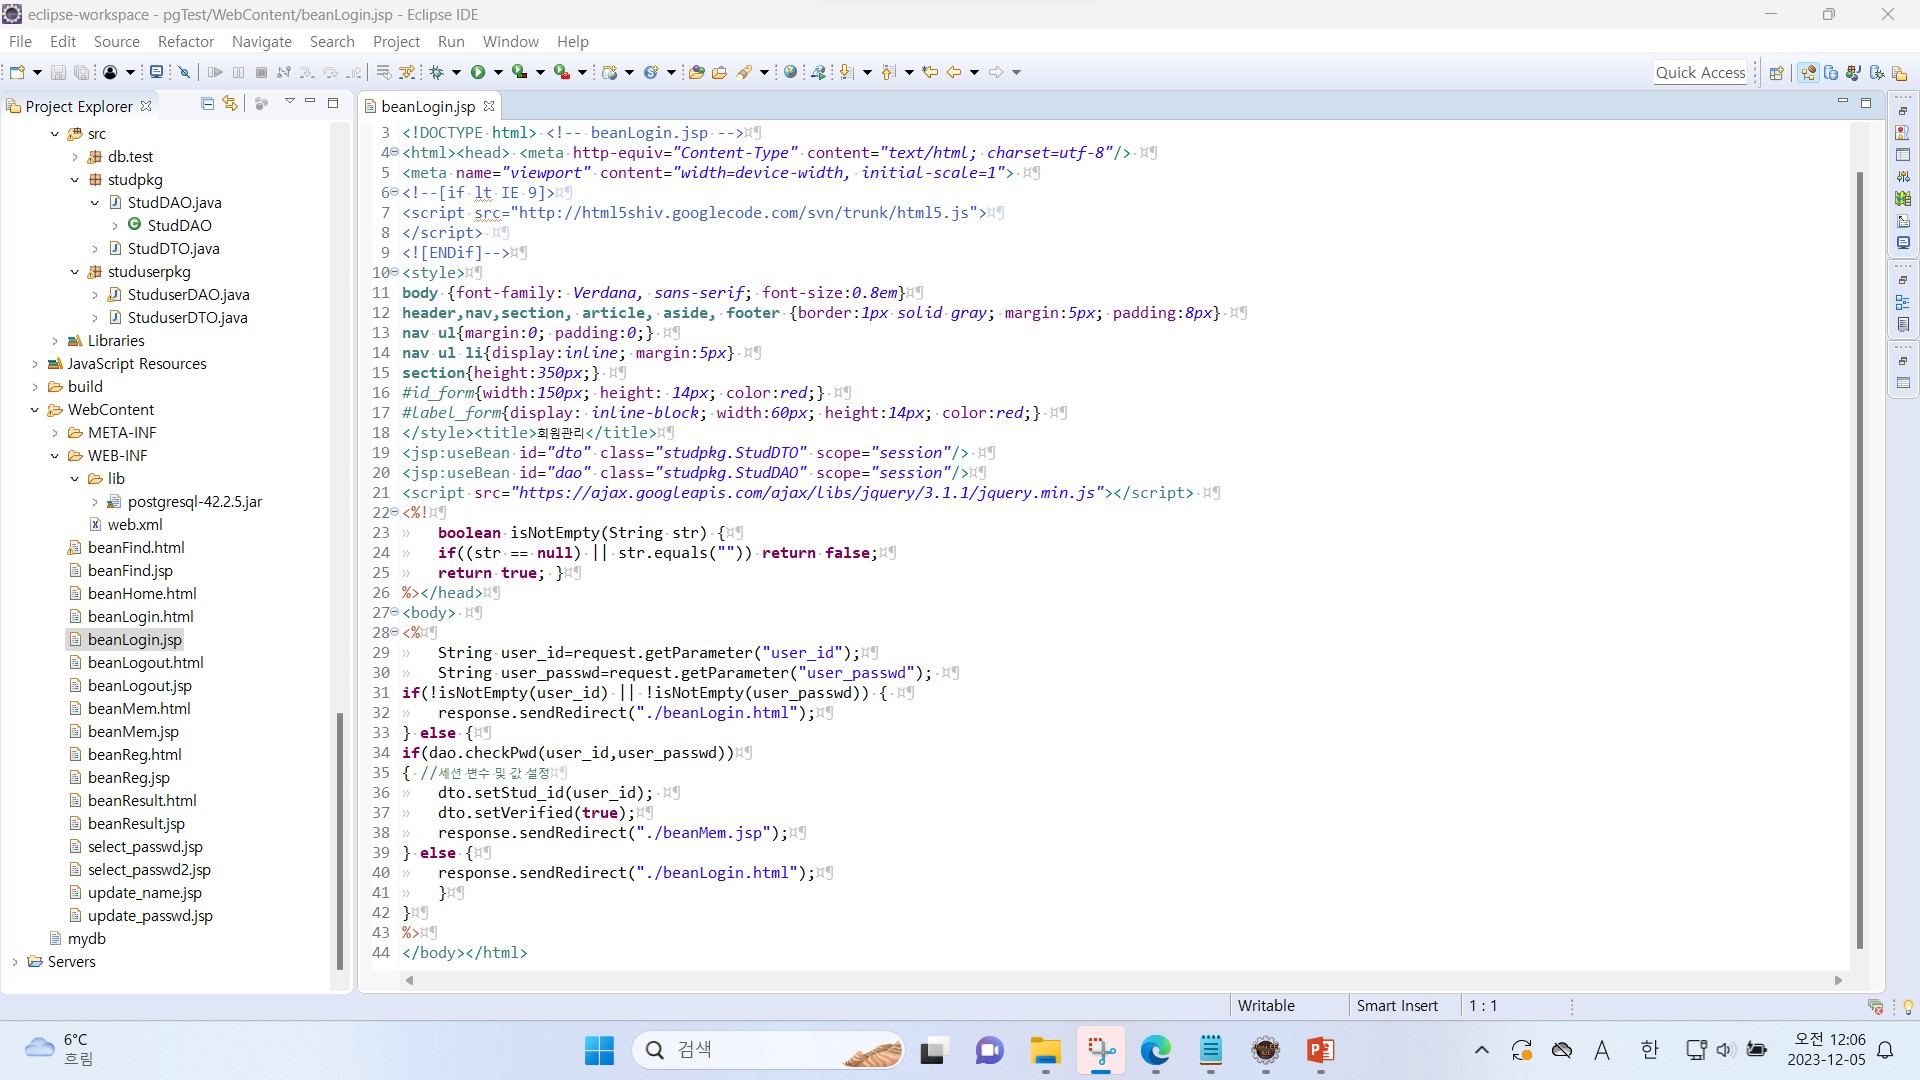 eclipse-workspace - pgTest/WebContent/beanLogin.jsp - Eclipse IDE
File Edit Source Refactor Navigate Search Project Run Window Help
Quick Access
Project Explorer
src
db.test
studpkg
StudDAO.java
StudDAO
StudDTO.java
studuserpkg
StuduserDAO.java
StuduserDTO.java
Libraries
JavaScript Resources
build
WebContent
META-INF
WEB-INF
lib
postgresql-42.2.5.jar
web.xml
beanFind.html
beanFind.jsp
beanHome.html
beanLogin.html
beanLogin.jsp
beanLogout.html
beanLogout.jsp
beanMem.html
beanMem.jsp
beanReg.html
beanReg.jsp
beanResult.html
beanResult.jsp
select_passwd.jsp
select_passwd2.jsp
update_name.jsp
update_passwd.jsp
mydb
Servers
beanLogin.jsp
3 <!DOCTYPE html> <!-- beanLogin.jsp -->
4 <html><head> <meta http-equiv="Content-Type" content="text/html; charset=utf-8"/>
5 <meta name="viewport" content="width=device-width, initial-scale=1">
6 <!--[if lt IE 9]>
7 <script src="http://html5shiv.googlecode.com/svn/trunk/html5.js">
8 </script>
9 <![ENDif]-->
10 <style>
11 body {font-family: Verdana, sans-serif; font-size:0.8em}
12 header,nav,section, article, aside, footer {border:1px solid gray; margin:5px; padding:8px}
13 nav ul{margin:0; padding:0;}
14 nav ul li{display:inline; margin:5px}
15 section{height:350px;}
16 #id_form{width:150px; height: 14px; color:red;}
17 #label_form{display: inline-block; width:60px; height:14px; color:red;}
18 </style><title>회원관리</title>
19 <jsp:useBean id="dto" class="studpkg.StudDTO" scope="session"/>
20 <jsp:useBean id="dao" class="studpkg.StudDAO" scope="session"/>
21 <script src="https://ajax.googleapis.com/ajax/libs/jquery/3.1.1/jquery.min.js"></script>
22 <%!
23 boolean isNotEmpty(String str) {
24 if((str == null) || str.equals("")) return false;
25 return true; }
26 %></head>
27 <body>
28 <%
29 String user_id=request.getParameter("user_id");
30 String user_passwd=request.getParameter("user_passwd");
31 if(!isNotEmpty(user_id) || !isNotEmpty(user_passwd)) {
32 response.sendRedirect("./beanLogin.html");
33 } else {
34 if(dao.checkPwd(user_id,user_passwd))
35 { //세션 변수 및 값 설정
36 dto.setStud_id(user_id);
37 dto.setVerified(true);
38 response.sendRedirect("./beanMem.jsp");
39 } else {
40 response.sendRedirect("./beanLogin.html");
41 }
42 }
43 %>
44 </body></html>
Writable Smart Insert 1 : 1
6°C
흐림
검색
A 한
오전 12:06
2023-12-05